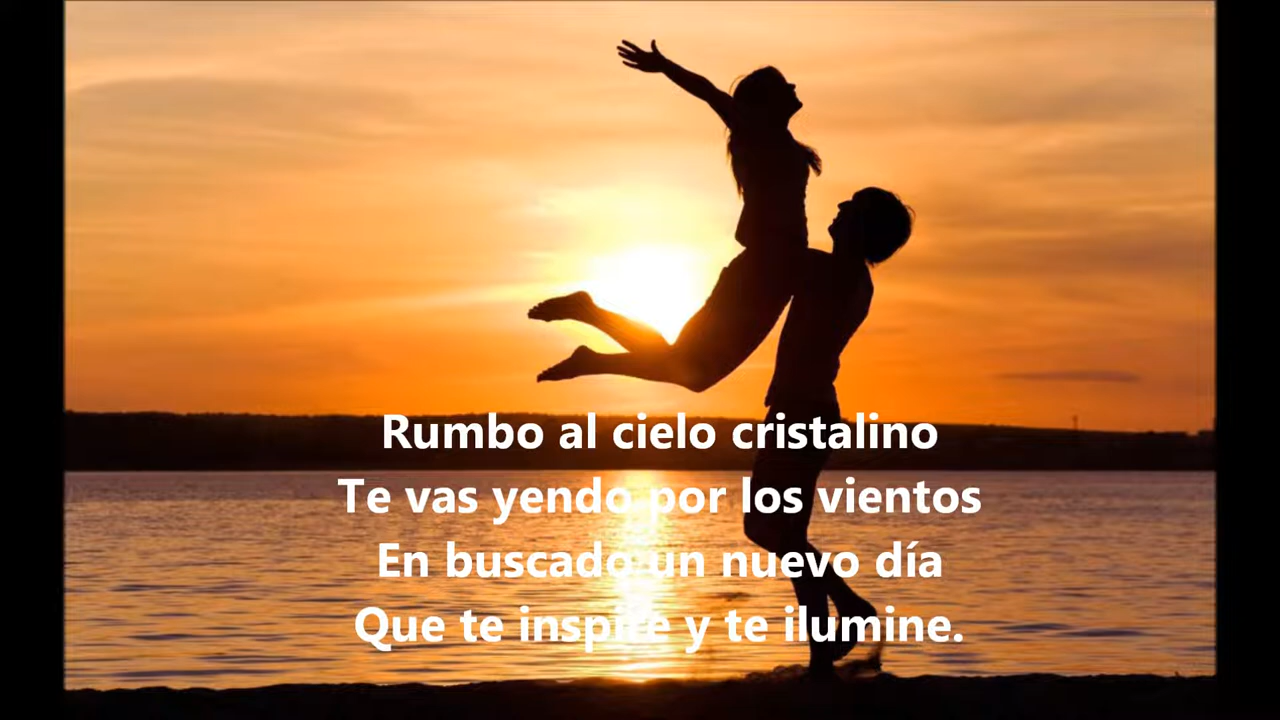 Rumbo al cielo cristalino
Te vas yendo por los vientos
En buscado un nuevo día
Que te inspire y te ilumine.